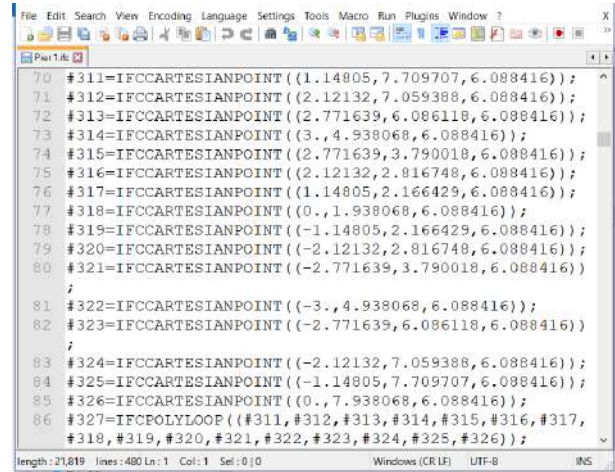 File Edit Search View Encoding Language Settings Tools Macro Run Plugins Window ? X
Pier1.ifc
70 #311=IFCCARTESIANPOINT((1.14805,7.709707,6.088416));
71 #312=IFCCARTESIANPOINT((2.12132,7.059388,6.088416));
72 #313=IFCCARTESIANPOINT((2.771639,6.086118,6.088416));
73 #314=IFCCARTESIANPOINT((3.,4.938068,6.088416));
74 #315=IFCCARTESIANPOINT((2.771639,3.790018,6.088416));
75 #316=IFCCARTESIANPOINT((2.12132,2.816748,6.088416));
76 #317=IFCCARTESIANPOINT((1.14805,2.166429,6.088416));
77 #318=IFCCARTESIANPOINT((0.,1.938068,6.088416));
78 #319=IFCCARTESIANPOINT((-1.14805,2.166429,6.088416));
79 #320=IFCCARTESIANPOINT((-2.12132,2.816748,6.088416));
80 #321=IFCCARTESIANPOINT((-2.771639,3.790018,6.088416))
;
81 #322=IFCCARTESIANPOINT((-3.,4.938068,6.088416));
82 #323=IFCCARTESIANPOINT((-2.771639,6.086118,6.088416))
;
83 #324=IFCCARTESIANPOINT((-2.12132,7.059388,6.088416));
84 #325=IFCCARTESIANPOINT((-1.14805,7.709707,6.088416));
85 #326=IFCCARTESIANPOINT((0.,7.938068,6.088416));
86 #327=IFCPOLYLOOP((#311,#312,#313,#314,#315,#316,#317,
#318,#319,#320,#321,#322,#323,#324,#325,#326));
length : 21,819 lines : 480 Ln : 1 Col : 1 Sel : 0 | 0 Windows (CR LF) UTF-8 INS